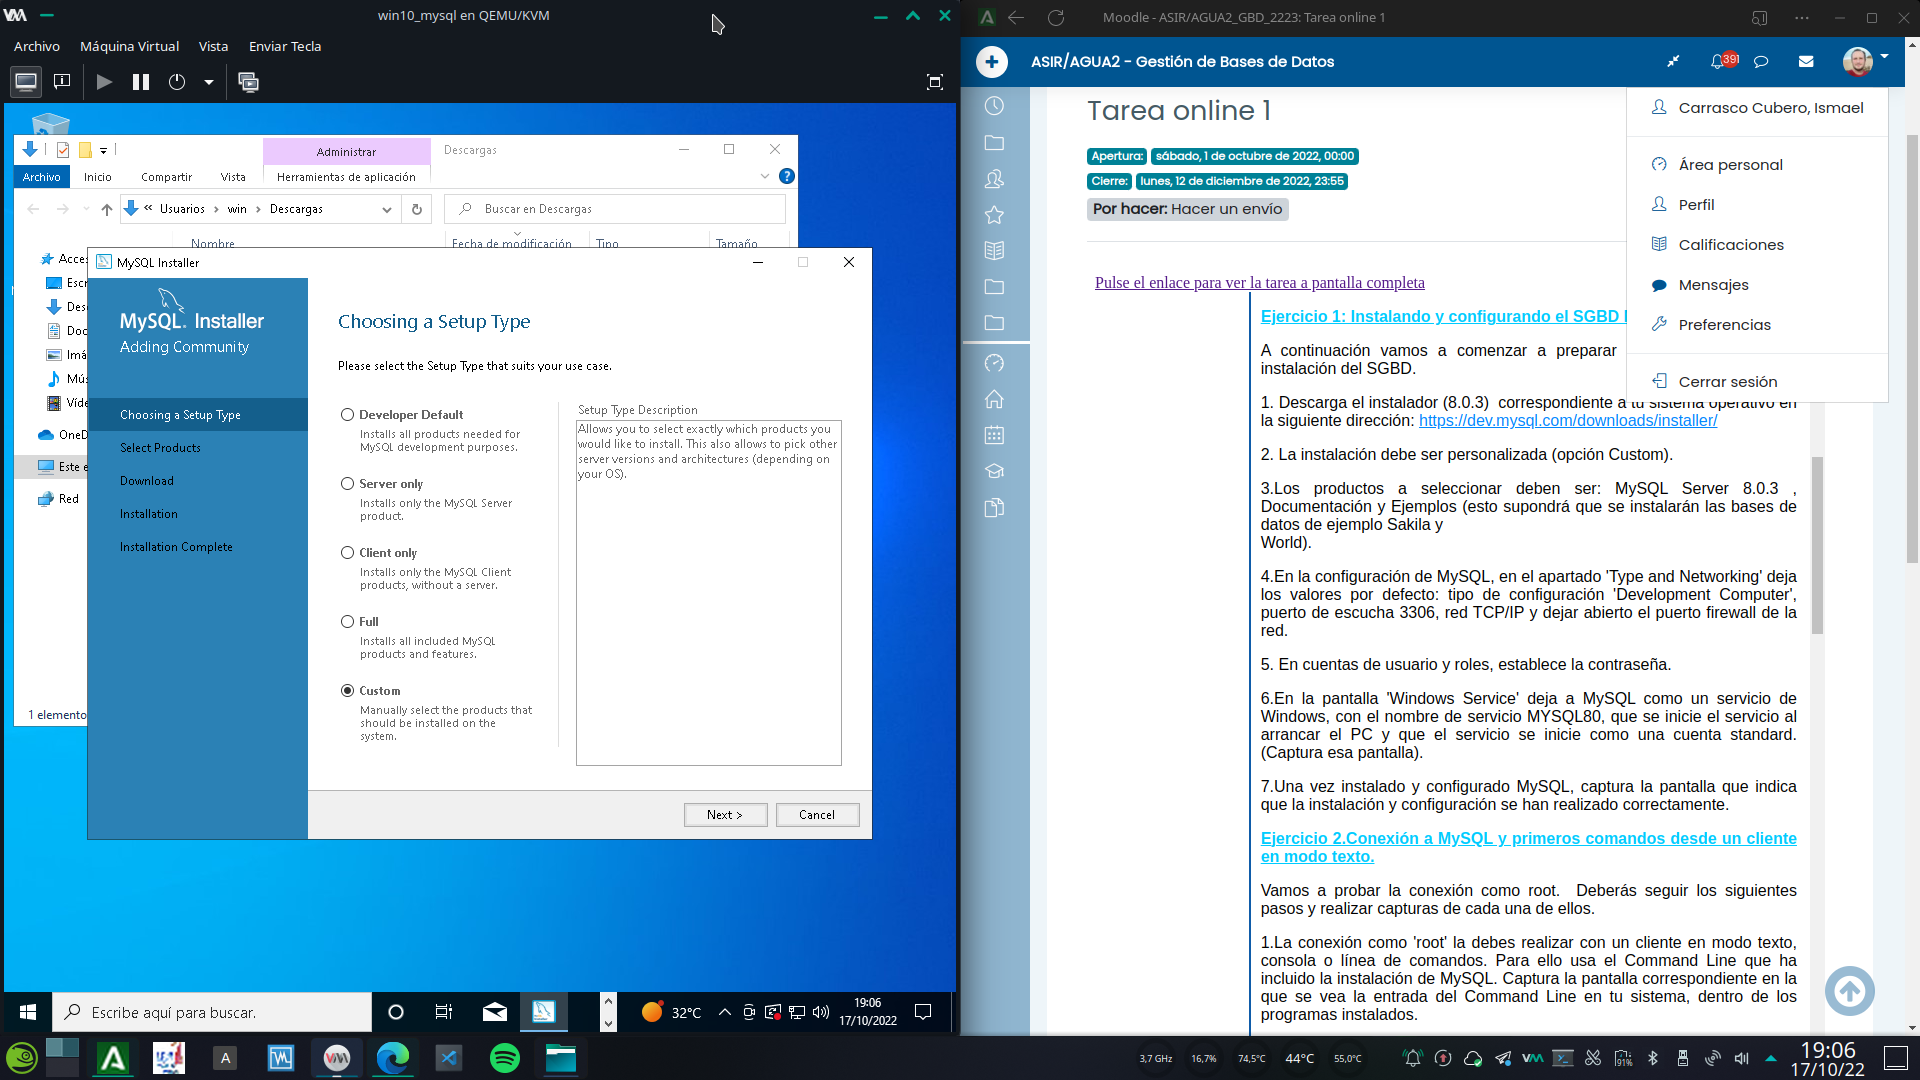 win10_mysql en QEMU/KVM
Archivo Máquina Virtual Vista Enviar Tecla
Administrar Descargas
Archivo Inicio Compartir Vista Herramientas de aplicación
« Usuarios > win > Descargas
Buscar en Descargas
Nombre Fecha de modificación Tipo Tamaño
Acces
Escr
Des
Doc
Imá
Mús
Víde
OneD
Este e
Red
1 elemento
MySQL Installer
MySQL. Installer
Adding Community
Choosing a Setup Type
Select Products
Download
Installation
Installation Complete
Choosing a Setup Type
Please select the Setup Type that suits your use case.
Developer Default
Installs all products needed for
MySQL development purposes.
Server only
Installs only the MySQL Server
product.
Client only
Installs only the MySQL Client
products, without a server.
Full
Installs all included MySQL
products and features.
Custom
Manually select the products that
should be installed on the
system.
Setup Type Description
Allows you to select exactly which products you
would like to install. This also allows to pick other
server versions and architectures (depending on
your OS).
Next >
Cancel
Escribe aquí para buscar.
32°C
19:06
17/10/2022
Moodle - ASIR/AGUA2_GBD_2223: Tarea online 1
ASIR/AGUA2 - Gestión de Bases de Datos
391
Tarea online 1
Apertura: sábado, 1 de octubre de 2022, 00:00
Cierre: lunes, 12 de diciembre de 2022, 23:55
Por hacer: Hacer un envío
Carrasco Cubero, Ismael
Área personal
Perfil
Calificaciones
Mensajes
Preferencias
Cerrar sesión
Pulse el enlace para ver la tarea a pantalla completa
Ejercicio 1: Instalando y configurando el SGBD
A continuación vamos a comenzar a preparar
instalación del SGBD.
1. Descarga el instalador (8.0.3) correspondiente a tu sistema operativo en
la siguiente dirección: https://dev.mysql.com/downloads/installer/
2. La instalación debe ser personalizada (opción Custom).
3.Los productos a seleccionar deben ser: MySQL Server 8.0.3 ,
Documentación y Ejemplos (esto supondrá que se instalarán las bases de
datos de ejemplo Sakila y
World).
4.En la configuración de MySQL, en el apartado 'Type and Networking' deja
los valores por defecto: tipo de configuración 'Development Computer',
puerto de escucha 3306, red TCP/IP y dejar abierto el puerto firewall de la
red.
5. En cuentas de usuario y roles, establece la contraseña.
6.En la pantalla 'Windows Service' deja a MySQL como un servicio de
Windows, con el nombre de servicio MYSQL80, que se inicie el servicio al
arrancar el PC y que el servicio se inicie como una cuenta standard.
(Captura esa pantalla).
7.Una vez instalado y configurado MySQL, captura la pantalla que indica
que la instalación y configuración se han realizado correctamente.
Ejercicio 2.Conexión a MySQL y primeros comandos desde un cliente
en modo texto.
Vamos a probar la conexión como root. Deberás seguir los siguientes
pasos y realizar capturas de cada una de ellos.
1.La conexión como 'root' la debes realizar con un cliente en modo texto,
consola o línea de comandos. Para ello usa el Command Line que ha
incluido la instalación de MySQL. Captura la pantalla correspondiente en la
que se vea la entrada del Command Line en tu sistema, dentro de los
programas instalados.
3,7 GHz 16,7% 74,5°C 44°C 55,0°C
91%
19:06
17/10/22